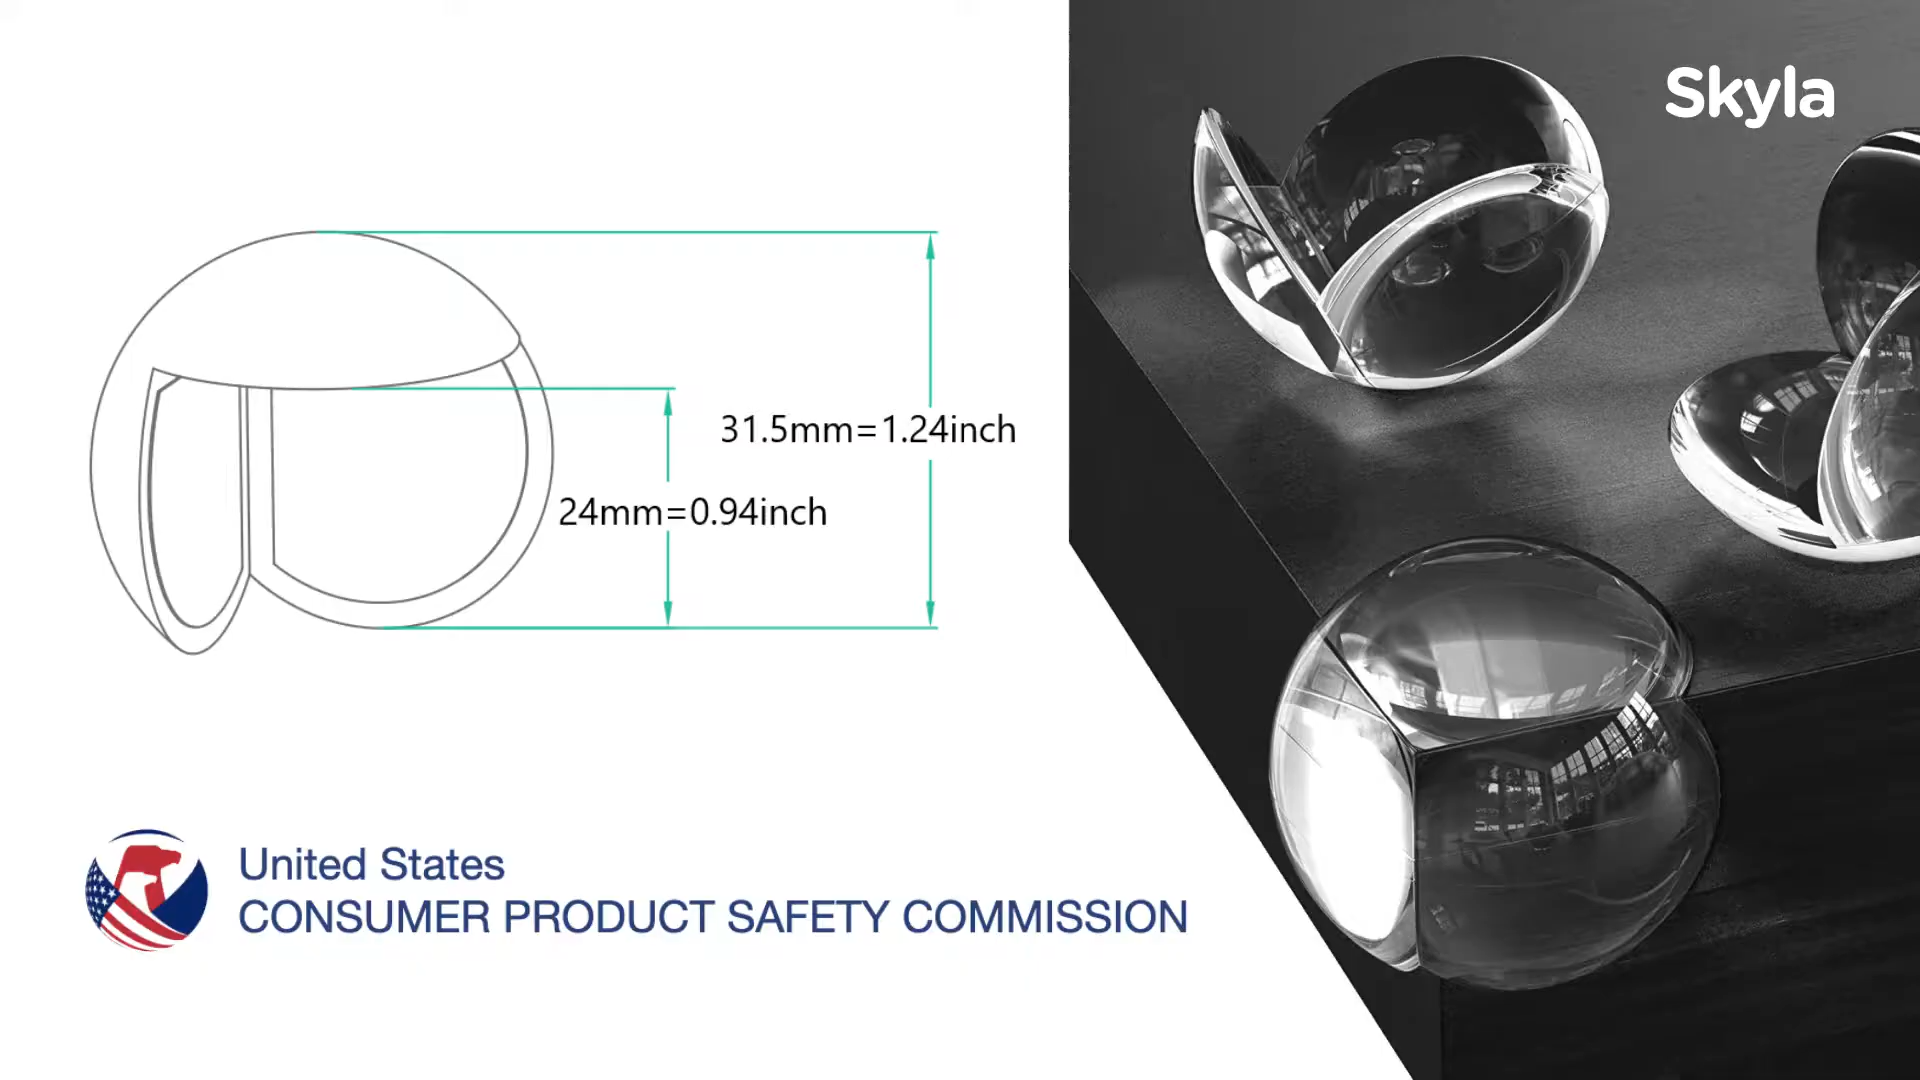 Skyla
31.5mm=1.24inch
24mm=0.94inch
United States
CONSUMER PRODUCT SAFETY COMMISSION